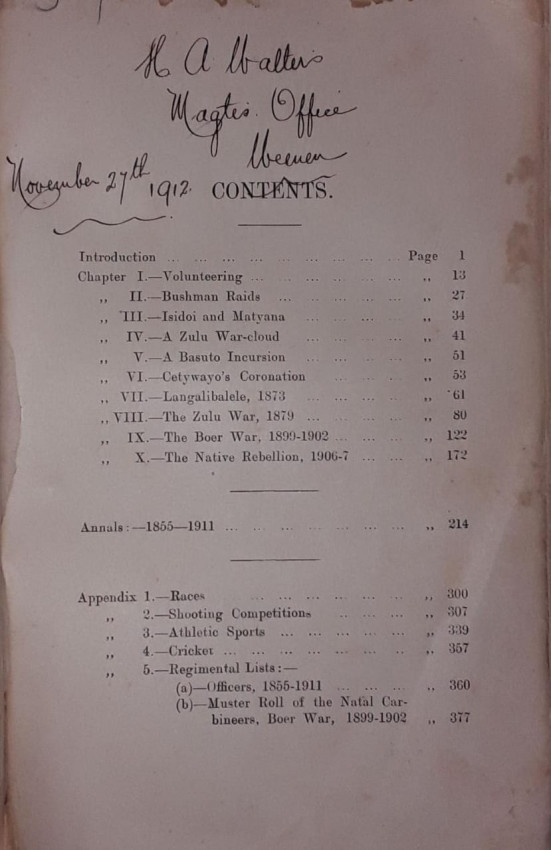 H A Walters
Magtes. Office
Weenen
November 27th 1912.
CONTENTS.
Introduction ... ... ... ... ... ... ... ... ... Page 1
Chapter I.—Volunteering ... ... ... ... ... ... ,, 13
,, II.—Bushman Raids ... ... ... ... ... ,, 27
,, III.—Isidoi and Matyana ... ... ... ... ,, 34
,, IV.—A Zulu War-cloud ... ... ... ... ,, 41
,, V.—A Basuto Incursion ... ... ... ... ,, 51
,, VI.—Cetywayo's Coronation ... ... ... ,, 53
,, VII.—Langalibalele, 1873 ... ... ... ... ,, 61
,, VIII.—The Zulu War, 1879 ... ... ... ... ,, 80
,, IX.—The Boer War, 1899-1902 ... ... ... ,, 122
,, X.—The Native Rebellion, 1906-7 ... ... ,, 172
Annals:—1855—1911 ... ... ... ... ... ... ... ,, 214
Appendix 1.—Races ... ... ... ... ... ... ,, 300
,, 2.—Shooting Competitions ... ... ... ,, 307
,, 3.—Athletic Sports ... ... ... ... ... ,, 339
,, 4.—Cricket ... ... ... ... ... ... ... ,, 357
,, 5.—Regimental Lists:—
(a)—Officers, 1855-1911 ... ... ... ,, 360
(b)—Muster Roll of the Natal Car-
bineers, Boer War, 1899-1902 ,, 377